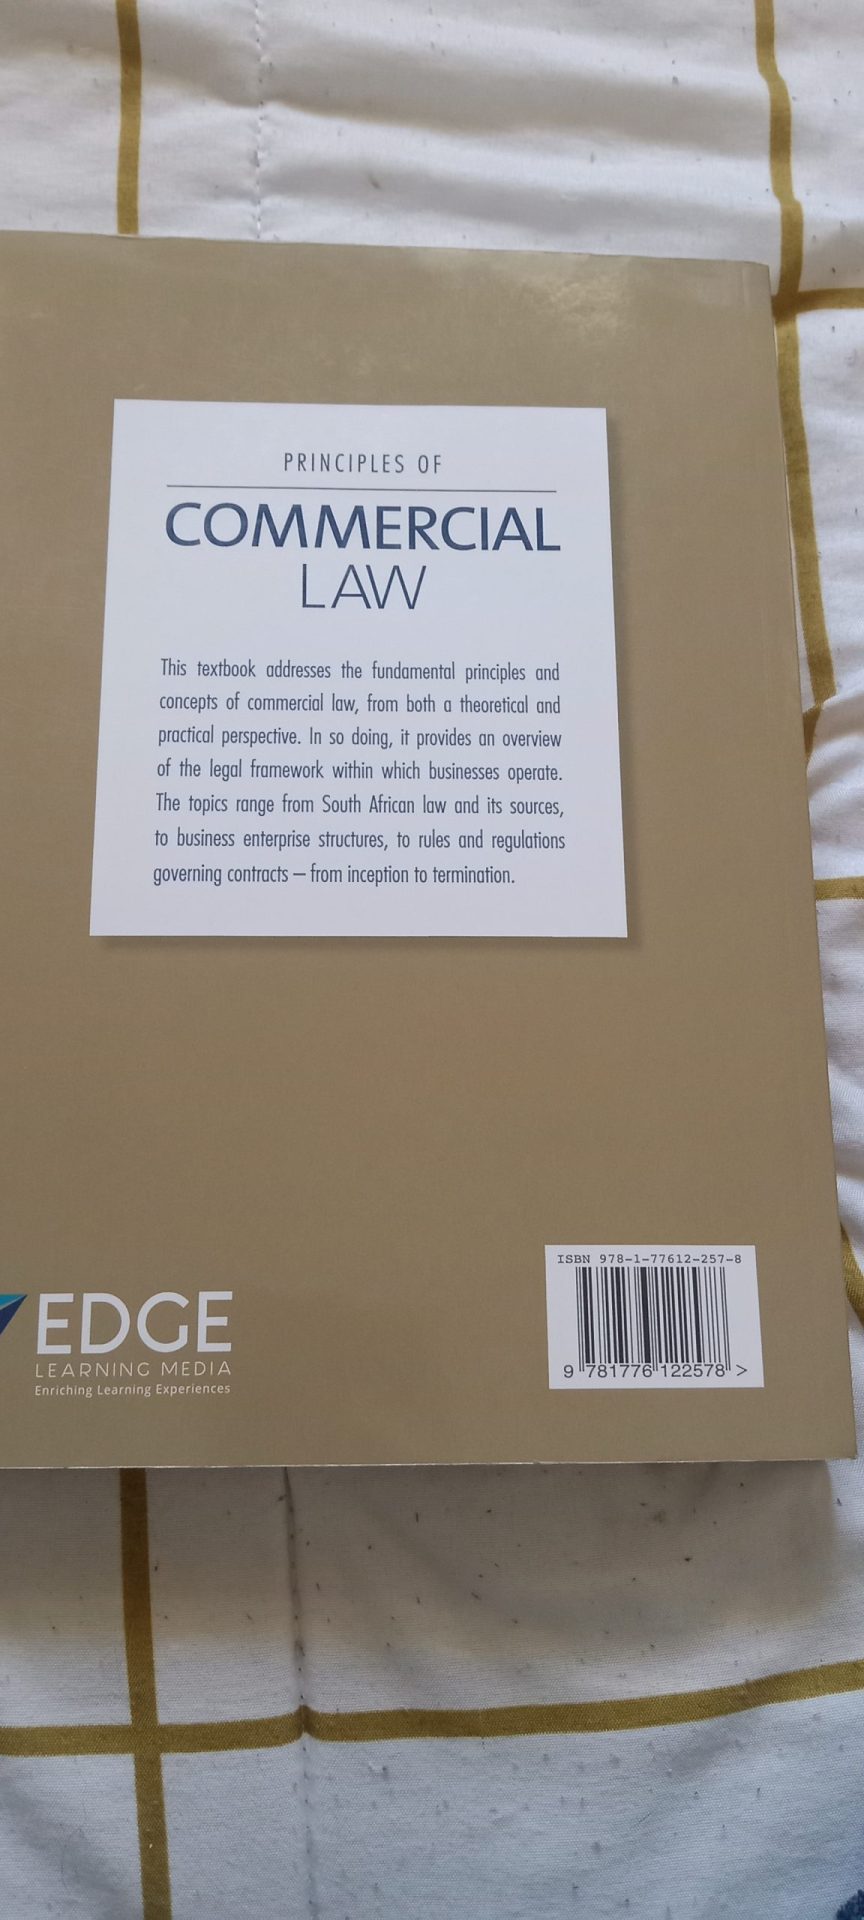 PRINCIPLES OF
COMMERCIAL
LAW
This textbook addresses the fundamental principles and
concepts of commercial law, from both a theoretical and
practical perspective. In so doing, it provides an overview
of the legal framework within which businesses operate.
The topics range from South African law and its sources,
to business enterprise structures, to rules and regulations
governing contracts – from inception to termination.
EDGE
LEARNING MEDIA
Enriching Learning Experiences
ISBN 978-1-77612-257-8
9 781776 122578 >